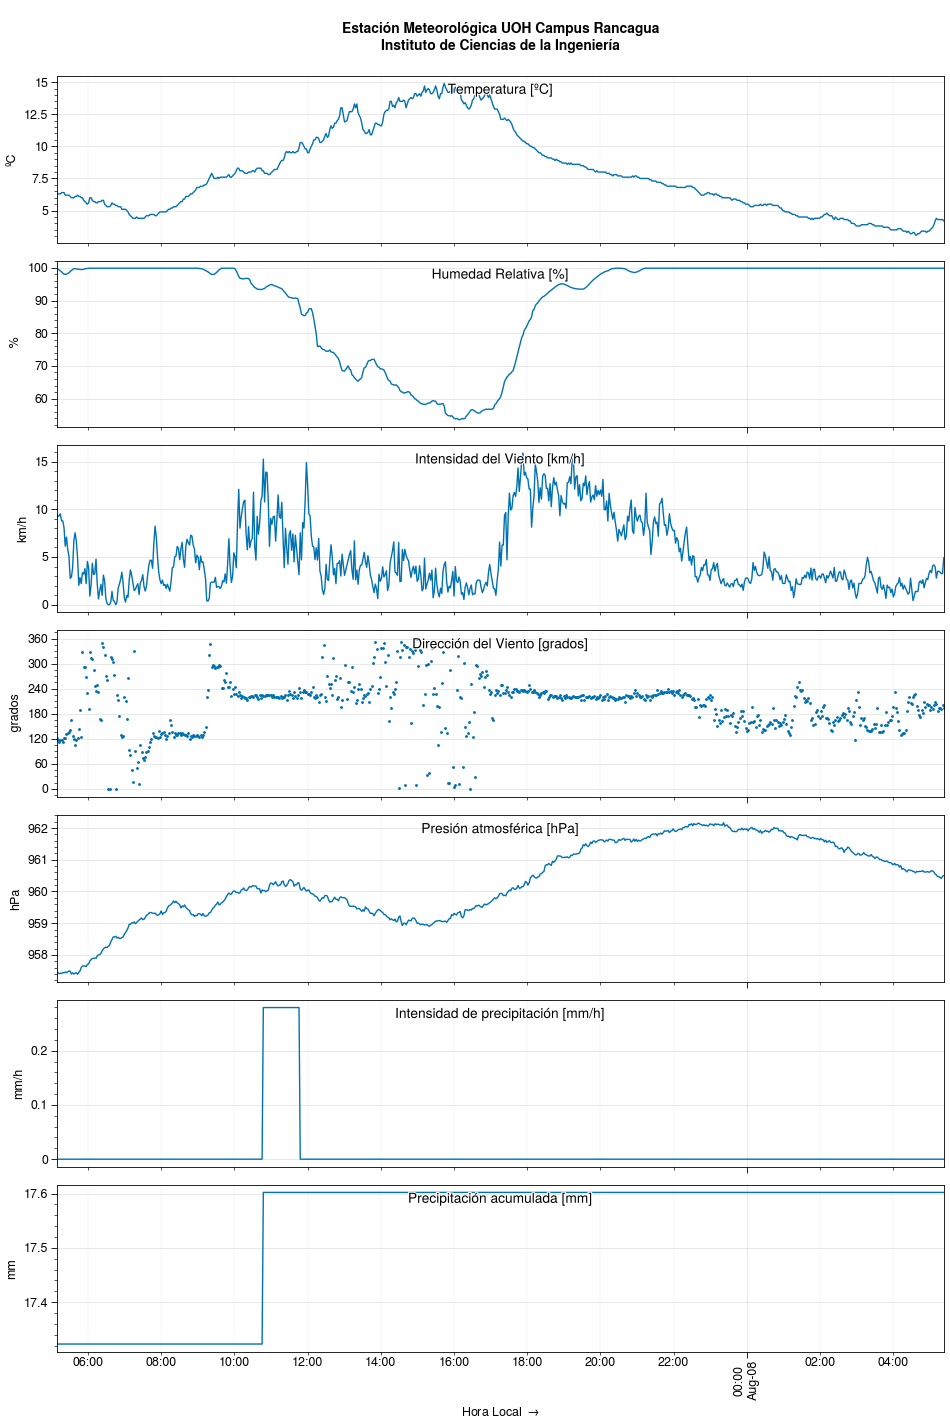 Estación Meteorológica UOH Campus Rancagua
Instituto de Ciencias de la Ingeniería
Temperatura [ºC]
ºC
15
12.5
10
7.5
5
Humedad Relativa [%]
%
100
90
80
70
60
Intensidad del Viento [km/h]
km/h
15
10
5
0
Dirección del Viento [grados]
grados
360
300
240
180
120
60
0
Presión atmosférica [hPa]
hPa
962
961
960
959
958
Intensidad de precipitación [mm/h]
mm/h
0.2
0.1
0
Precipitación acumulada [mm]
mm
17.6
17.5
17.4
06:00 08:00 10:00 12:00 14:00 16:00 18:00 20:00 22:00 00:00 02:00 04:00
Aug-08
Hora Local →